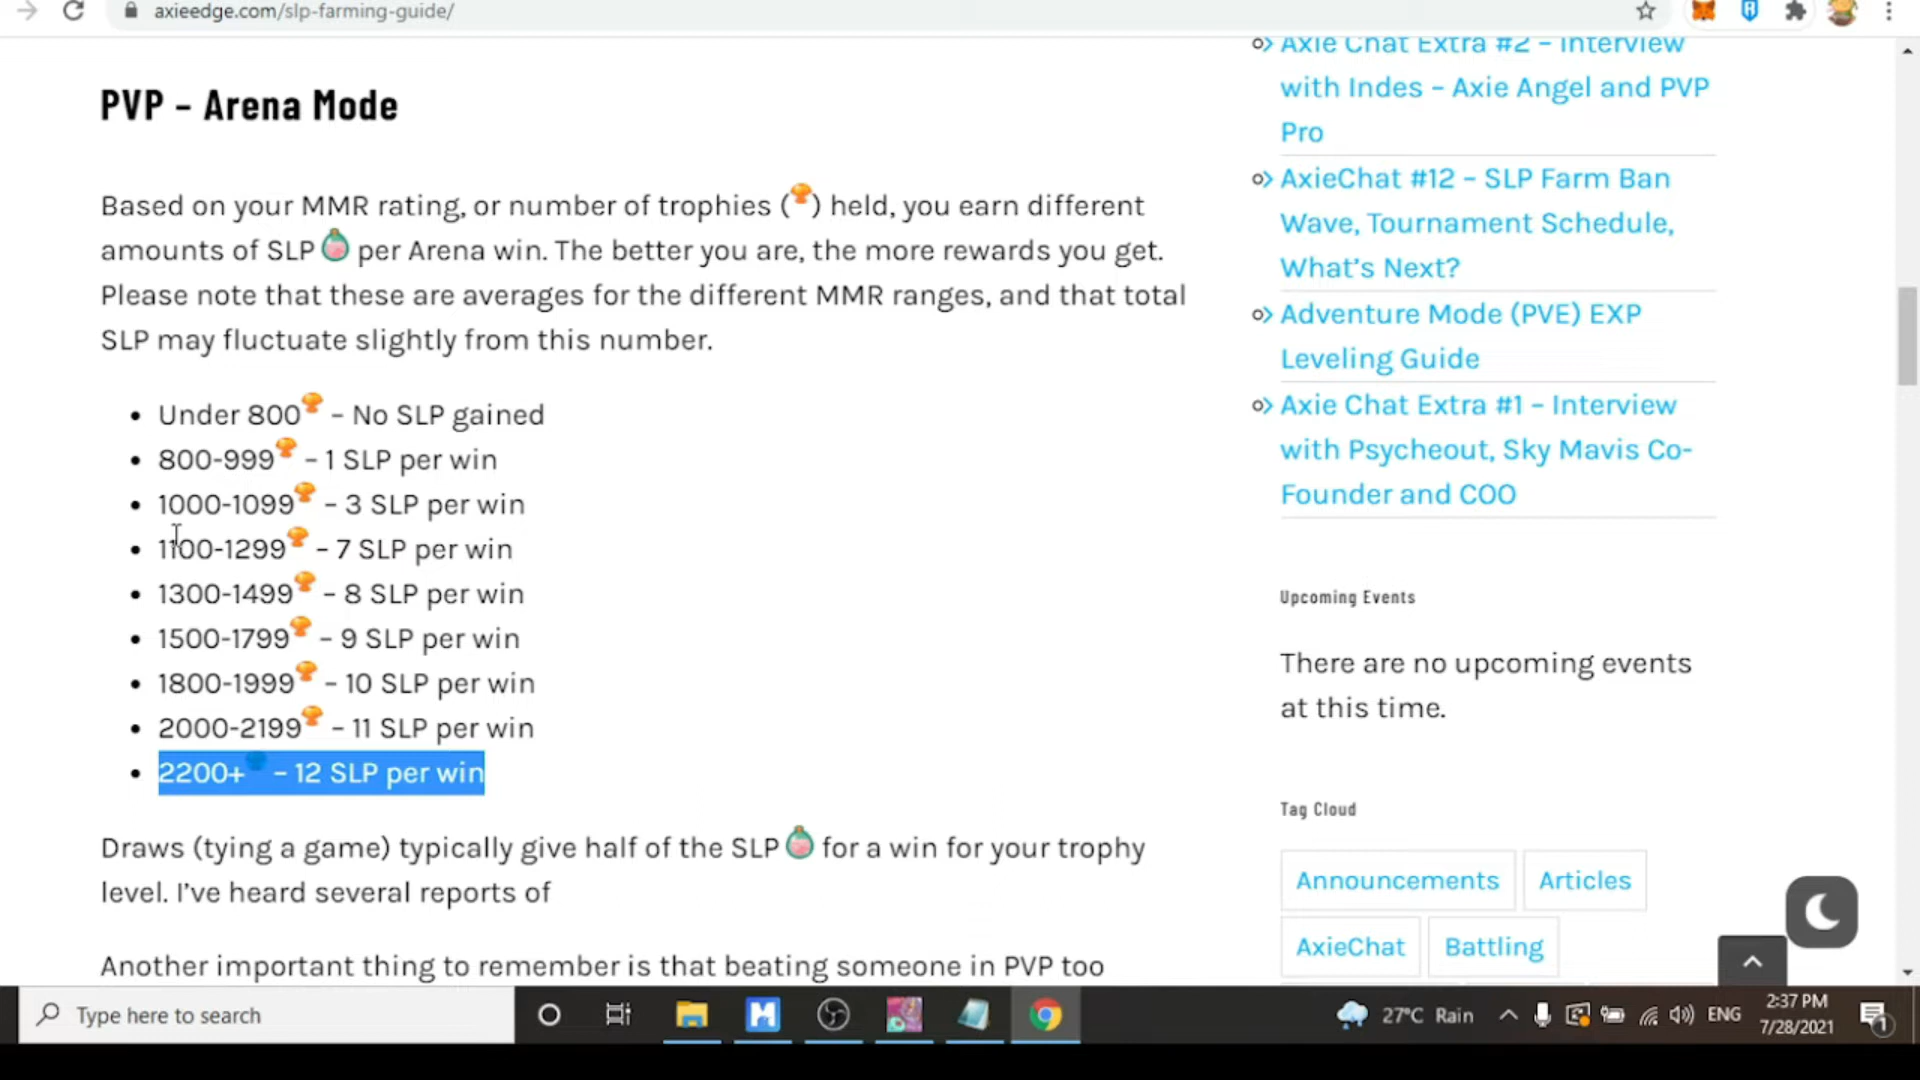 axieedge.com/slp-farming-guide/
PVP – Arena Mode
Based on your MMR rating, or number of trophies ( ) held, you earn different
amounts of SLP per Arena win. The better you are, the more rewards you get.
Please note that these are averages for the different MMR ranges, and that total
SLP may fluctuate slightly from this number.
• Under 800 – No SLP gained
• 800-999 – 1 SLP per win
• 1000-1099 – 3 SLP per win
• 1100-1299 – 7 SLP per win
• 1300-1499 – 8 SLP per win
• 1500-1799 – 9 SLP per win
• 1800-1999 – 10 SLP per win
• 2000-2199 – 11 SLP per win
• 2200+ – 12 SLP per win
Draws (tying a game) typically give half of the SLP for a win for your trophy
level. I've heard several reports of
Another important thing to remember is that beating someone in PVP too
Axie Chat Extra #2 – Interview
with Indes – Axie Angel and PVP
Pro
AxieChat #12 – SLP Farm Ban
Wave, Tournament Schedule,
What's Next?
Adventure Mode (PVE) EXP
Leveling Guide
Axie Chat Extra #1 – Interview
with Psycheout, Sky Mavis Co-
Founder and COO
Upcoming Events
There are no upcoming events
at this time.
Tag Cloud
Announcements Articles
AxieChat Battling
Type here to search
27°C Rain
ENG
2:37 PM
7/28/2021
1